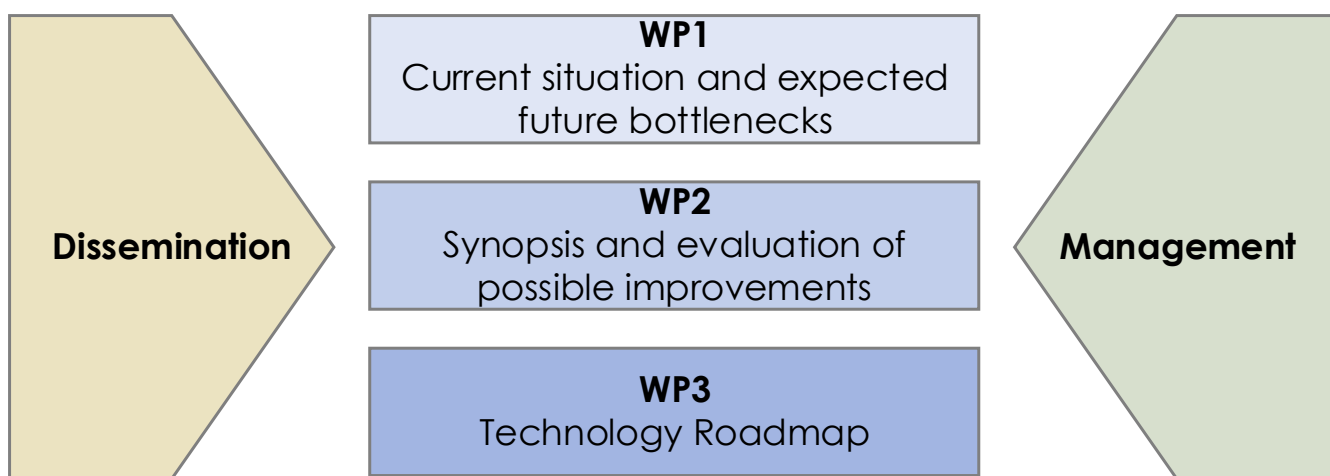 WP1
Current situation and expected
future bottlenecks
Dissemination
WP2
Synopsis and evaluation of
possible improvements
Management
WP3
Technology Roadmap